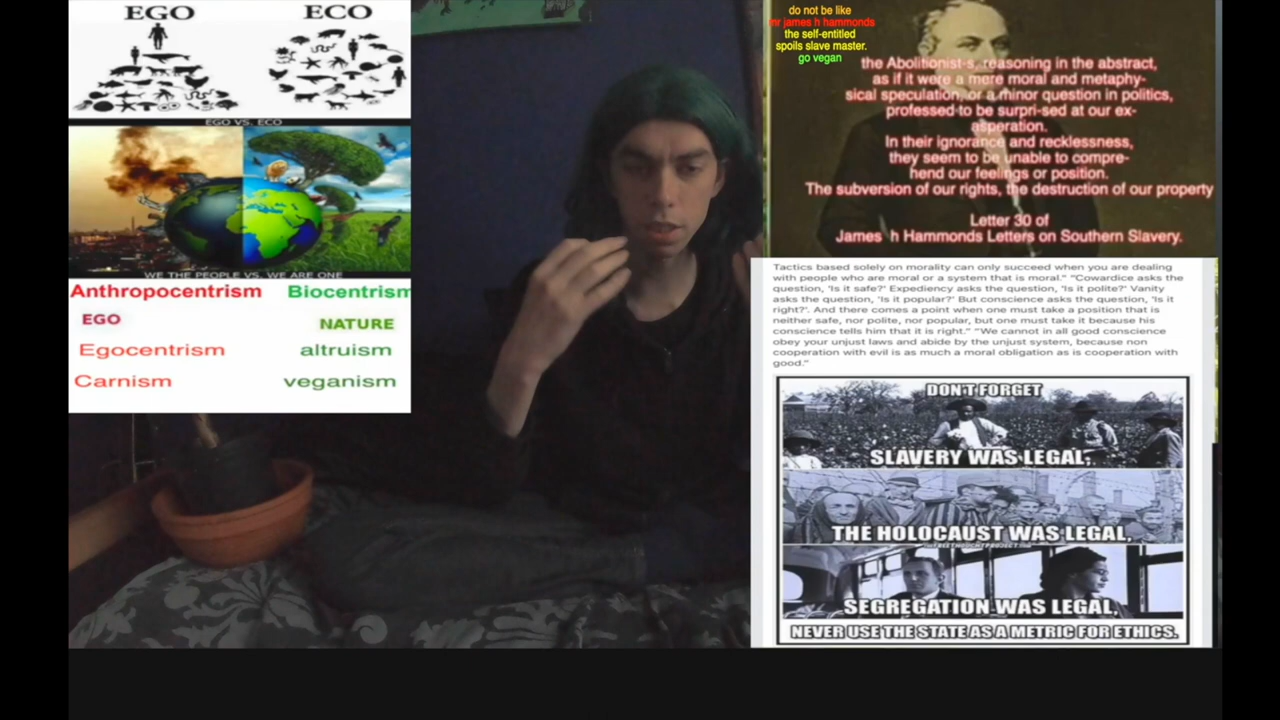 EGO
ECO
EGO VS. ECO
WE THE PEOPLE VS. WE ARE ONE
Anthropocentrism
Biocentrism
EGO
NATURE
Egocentrism
altruism
Carnism
veganism
do not be like
mr james h hammonds
the self-entitled
spoils slave master.
go vegan
the Abolitionist-s, reasoning in the abstract,
as if it were a mere moral and metaphy-
sical speculation, or a minor question in politics,
professed to be surpri-sed at our ex-
asperation.
In their ignorance and recklessness,
they seem to be unable to compre-
hend our feelings or position.
The subversion of our rights, the destruction of our property
Letter 30 of
James h Hammonds Letters on Southern Slavery.
Tactics based solely on morality can only succeed when you are dealing
with people who are moral or a system that is moral." "Cowardice asks the
question, 'Is it safe?' Expediency asks the question, 'Is it polite?' Vanity
asks the question, 'Is it popular?' But conscience asks the question, 'Is it
right?'. And there comes a point when one must take a position that is
neither safe, nor polite, nor popular, but one must take it because his
conscience tells him that it is right." "We cannot in all good conscience
obey your unjust laws and abide by the unjust system, because non
cooperation with evil is as much a moral obligation as is cooperation with
good."
DON'T FORGET
SLAVERY WAS LEGAL,
THE HOLOCAUST WAS LEGAL,
SEGREGATION WAS LEGAL,
NEVER USE THE STATE AS A METRIC FOR ETHICS.